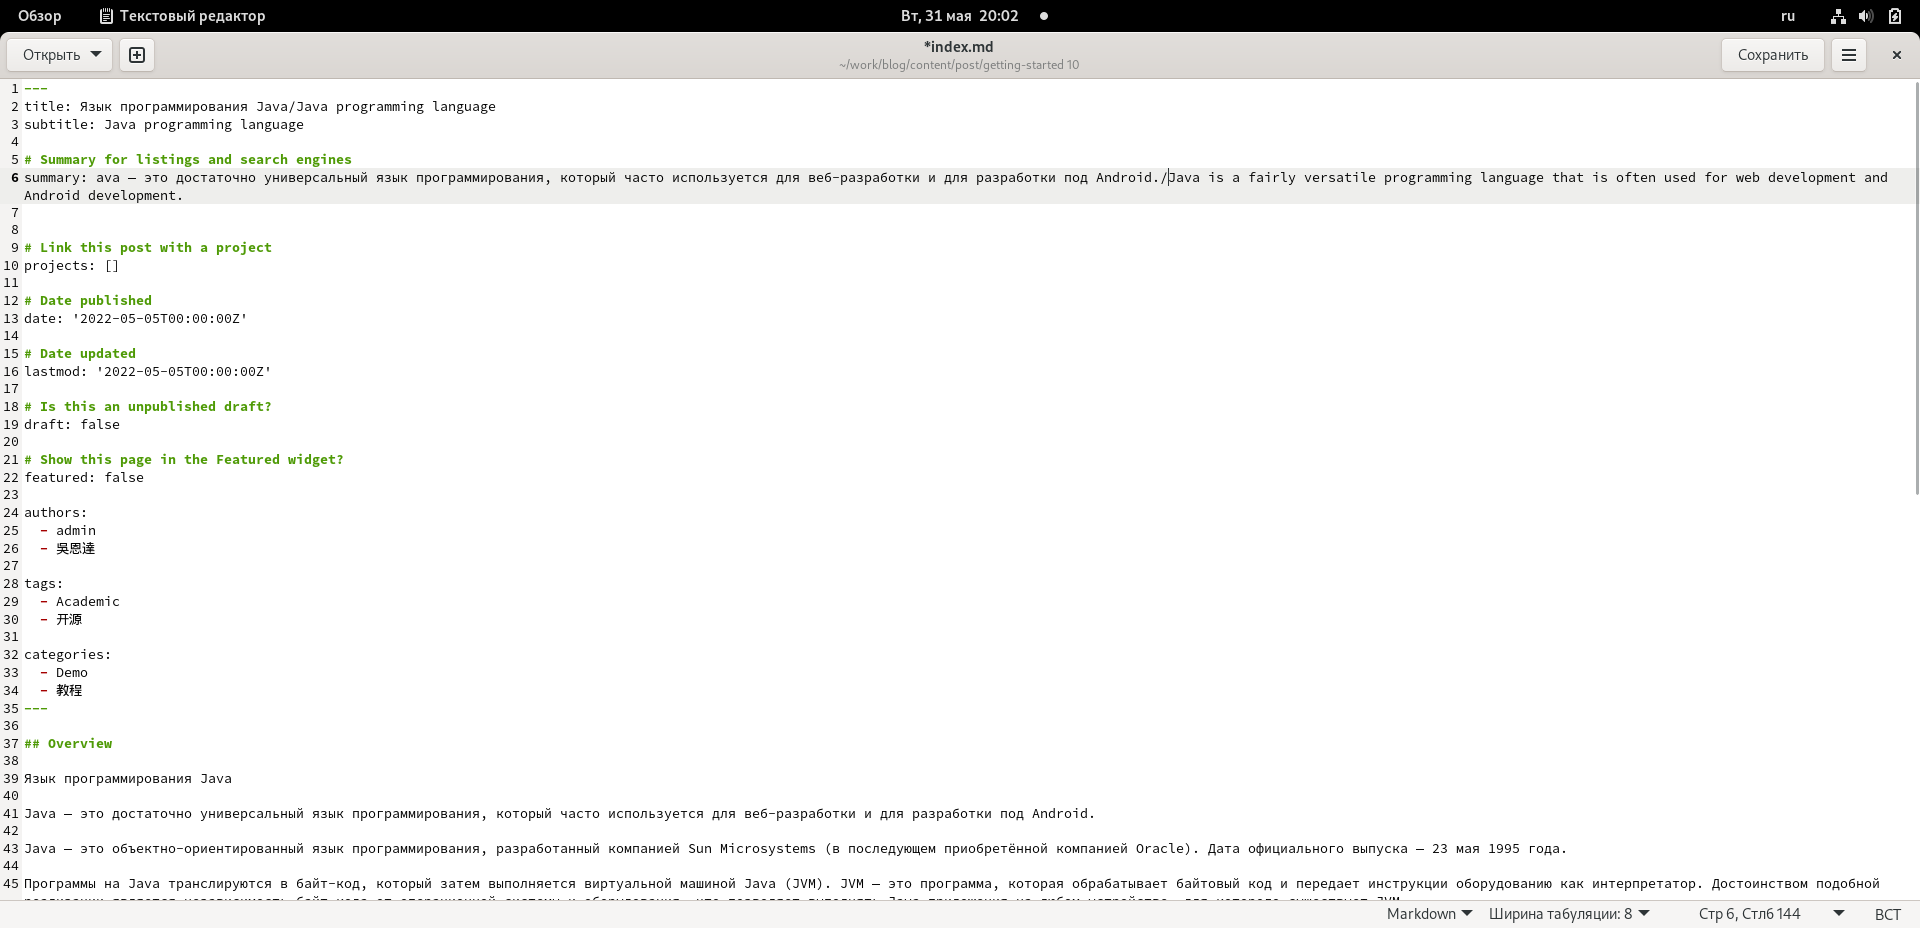 Обзор Текстовый редактор Вт, 31 мая 20:02 ru
Открыть *index.md Сохранить
~/work/blog/content/post/getting-started 10
1 ---
2 title: Язык программирования Java/Java programming language
3 subtitle: Java programming language
4
5 # Summary for listings and search engines
6 summary: ava – это достаточно универсальный язык программирования, который часто используется для веб-разработки и для разработки под Android./Java is a fairly versatile programming language that is often used for web development and
Android development.
7
8
9 # Link this post with a project
10 projects: []
11
12 # Date published
13 date: '2022-05-05T00:00:00Z'
14
15 # Date updated
16 lastmod: '2022-05-05T00:00:00Z'
17
18 # Is this an unpublished draft?
19 draft: false
20
21 # Show this page in the Featured widget?
22 featured: false
23
24 authors:
25 - admin
26 - 吳恩達
27
28 tags:
29 - Academic
30 - 开源
31
32 categories:
33 - Demo
34 - 教程
35 ---
36
37 ## Overview
38
39 Язык программирования Java
40
41 Java – это достаточно универсальный язык программирования, который часто используется для веб-разработки и для разработки под Android.
42
43 Java – это объектно-ориентированный язык программирования, разработанный компанией Sun Microsystems (в последующем приобретённой компанией Oracle). Дата официального выпуска – 23 мая 1995 года.
44
45 Программы на Java транслируются в байт-код, который затем выполняется виртуальной машиной Java (JVM). JVM – это программа, которая обрабатывает байтовый код и передает инструкции оборудованию как интерпретатор. Достоинством подобной
Markdown Ширина табуляции: 8 Стр 6, Стлб 144 ВСТ